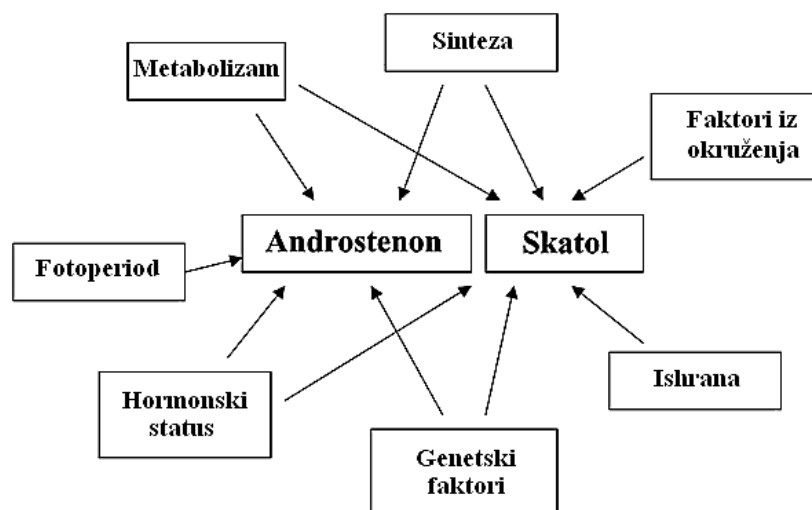 Sinteza
Metabolizam
Faktori iz
okruženja
Androstenon
Skatol
Fotoperiod
Ishrana
Hormonski
status
Genetski
faktori